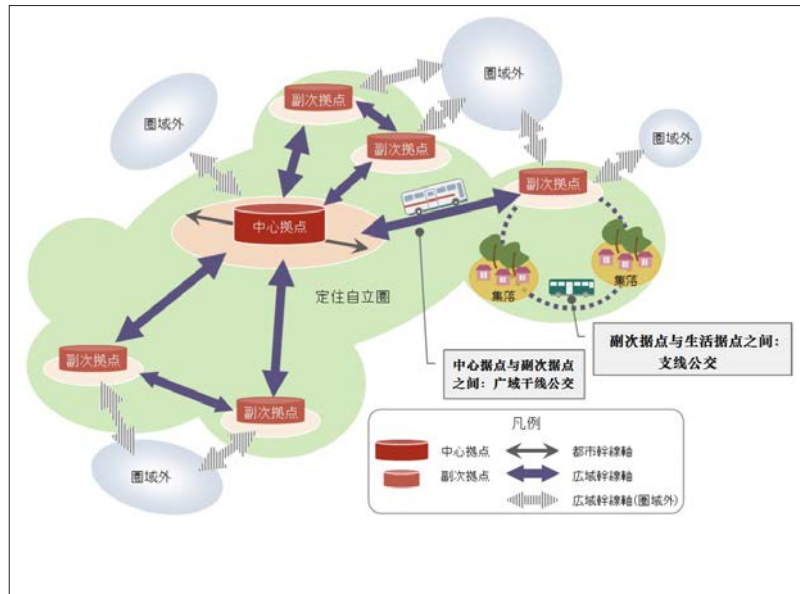 圏域外
副次拠点
圏域外
副次拠点
圏域外
副次拠点
中心拠点
集落
集落
定住自立圏
副次拠点
中心据点与副次据点
之间：广域干线公交
副次据点与生活据点之间：
支线公交
副次拠点
圏域外
凡例
中心拠点
都市幹線軸
副次拠点
広域幹線軸
広域幹線軸(圏域外)